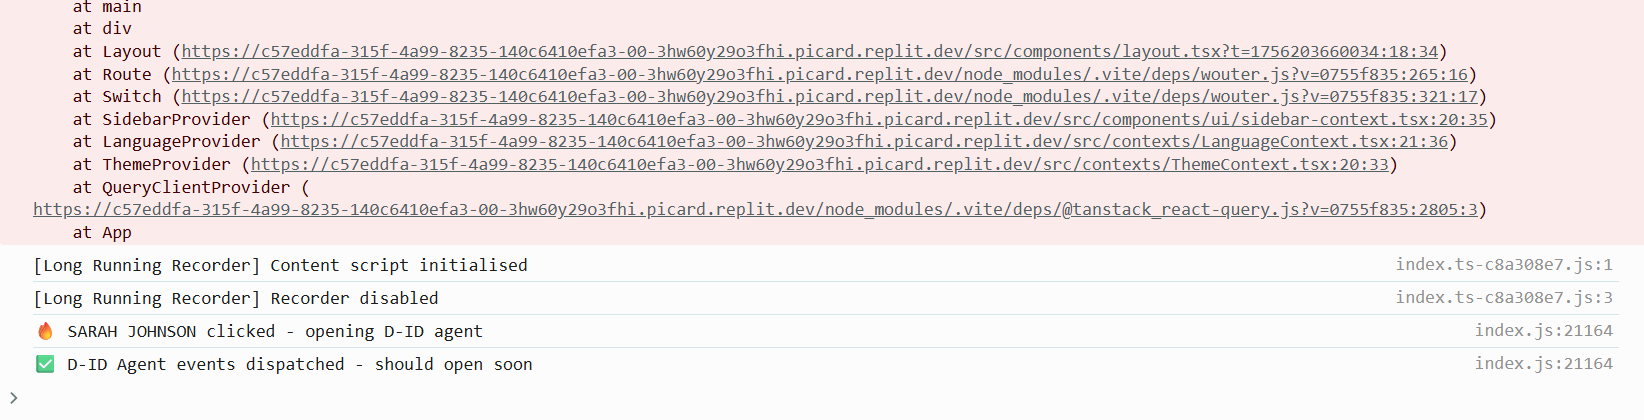 at main
at div
at Layout (https://c57eddfa-315f-4a99-8235-140c6410efa3-00-3hw60y29o3fhi.picard.replit.dev/src/components/layout.tsx?t=1756203660034:18:34)
at Route (https://c57eddfa-315f-4a99-8235-140c6410efa3-00-3hw60y29o3fhi.picard.replit.dev/node_modules/.vite/deps/wouter.js?v=0755f835:265:16)
at Switch (https://c57eddfa-315f-4a99-8235-140c6410efa3-00-3hw60y29o3fhi.picard.replit.dev/node_modules/.vite/deps/wouter.js?v=0755f835:321:17)
at SidebarProvider (https://c57eddfa-315f-4a99-8235-140c6410efa3-00-3hw60y29o3fhi.picard.replit.dev/src/components/ui/sidebar-context.tsx:20:35)
at LanguageProvider (https://c57eddfa-315f-4a99-8235-140c6410efa3-00-3hw60y29o3fhi.picard.replit.dev/src/contexts/LanguageContext.tsx:21:36)
at ThemeProvider (https://c57eddfa-315f-4a99-8235-140c6410efa3-00-3hw60y29o3fhi.picard.replit.dev/src/contexts/ThemeContext.tsx:20:33)
at QueryClientProvider (
https://c57eddfa-315f-4a99-8235-140c6410efa3-00-3hw60y29o3fhi.picard.replit.dev/node_modules/.vite/deps/@tanstack_react-query.js?v=0755f835:2805:3)
at App
[Long Running Recorder] Content script initialised index.ts-c8a308e7.js:1
[Long Running Recorder] Recorder disabled index.ts-c8a308e7.js:3
🔥 SARAH JOHNSON clicked - opening D-ID agent index.js:21164
✅ D-ID Agent events dispatched - should open soon index.js:21164